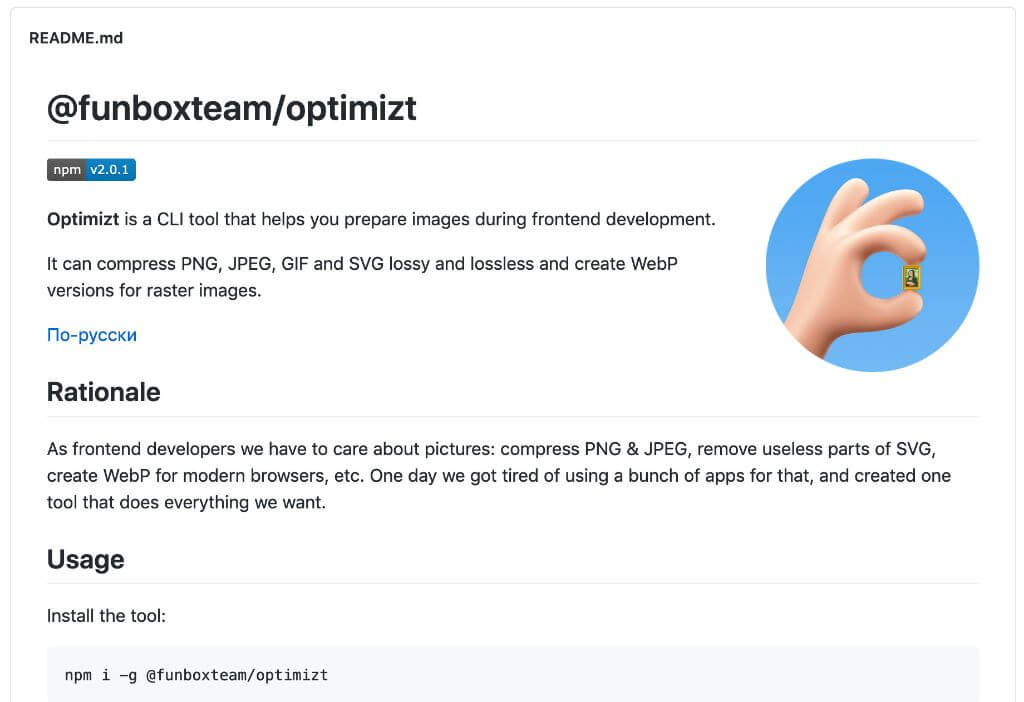 README.md
@funboxteam/optimizt
npm v2.0.1
Optimizt is a CLI tool that helps you prepare images during frontend development.
It can compress PNG, JPEG, GIF and SVG lossy and lossless and create WebP
versions for raster images.
По-русски
Rationale
As frontend developers we have to care about pictures: compress PNG & JPEG, remove useless parts of SVG,
create WebP for modern browsers, etc. One day we got tired of using a bunch of apps for that, and created one
tool that does everything we want.
Usage
Install the tool:
npm i -g @funboxteam/optimizt